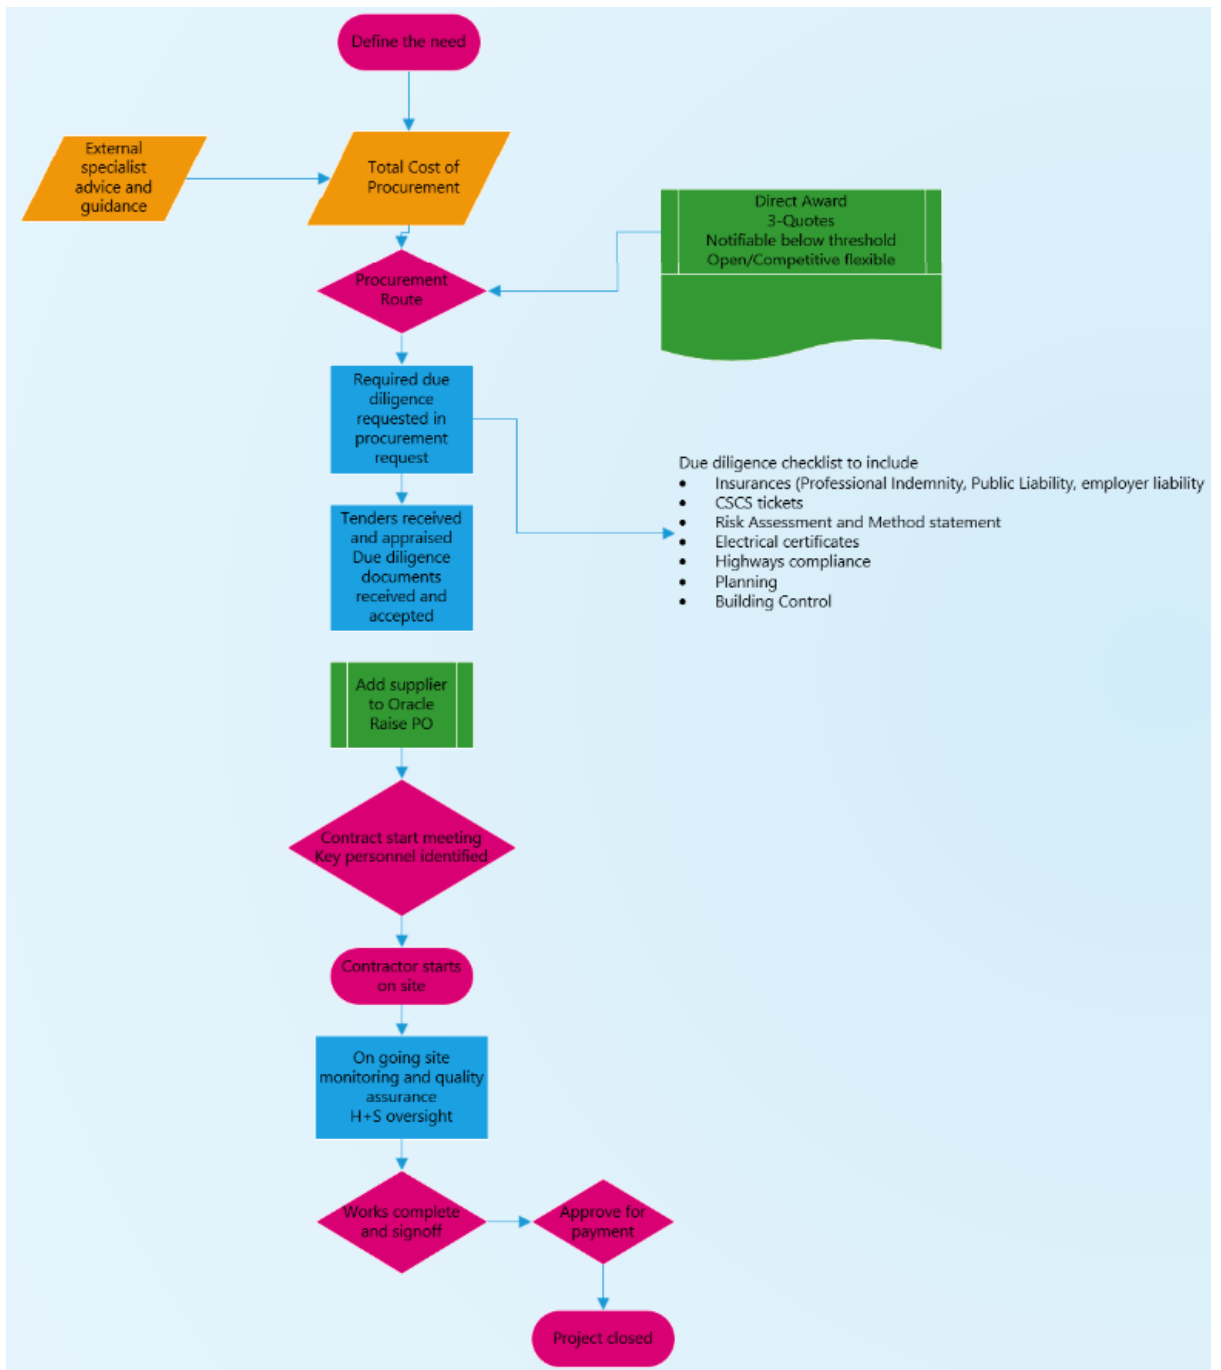 Define the need
External
specialist
advice and
guidance
Total Cost of
Procurement
Direct Award
3-Quotes
Notifiable below threshold
Open/Competitive flexible
Procurement
Route
Required due
diligence
requested in
procurement
request
Due diligence checklist to include
• Insurances (Professional Indemnity, Public Liability, employer liability
• CSCS tickets
• Risk Assessment and Method statement
• Electrical certificates
• Highways compliance
• Planning
• Building Control
Tenders received
and appraised
Due diligence
documents
received and
accepted
Add supplier
to Oracle
Raise PO
Contract start meeting
Key personnel identified
Contractor starts
on site
On going site
monitoring and quality
assurance
H+S oversight
Works complete
and signoff
Approve for
payment
Project closed